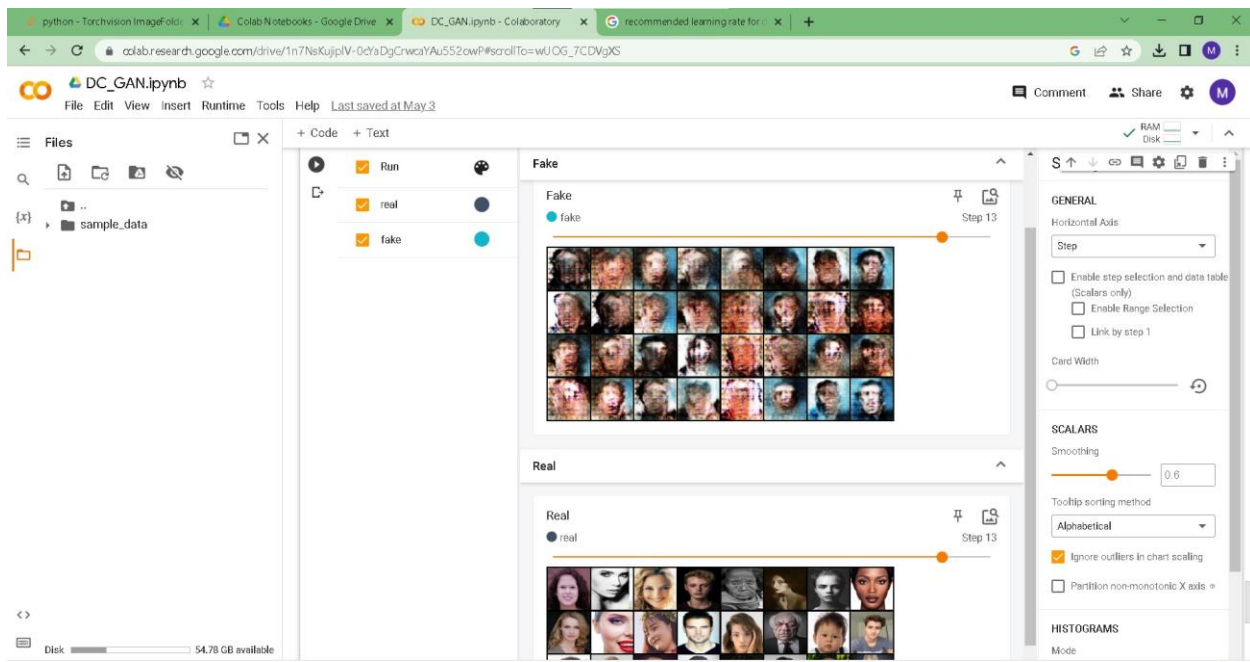 python - Torchvision ImageFolde
Colab Notebooks - Google Drive
DC_GAN.ipynb - Colaboratory
recommended learning rate for
colab.research.google.com/drive/1n7NsKujipIV-0cYaDgCrwcaYAu552owP#scrollTo=wUOG_7CDVgXS
DC_GAN.ipynb
File Edit View Insert Runtime Tools Help Last saved at May 3
Comment
Share
M
Files
+ Code + Text
RAM
Disk
..
sample_data
{x}
Run
real
fake
Fake
Fake
fake
Step 13
Real
Real
real
Step 13
S
GENERAL
Horizontal Axis
Step
Enable step selection and data table
(Scalars only)
Enable Range Selection
Link by step 1
Card Width
SCALARS
Smoothing
0.6
Tooltip sorting method
Alphabetical
Ignore outliers in chart scaling
Partition non-monotonic X axis
HISTOGRAMS
Mode
Disk
54.78 GB available